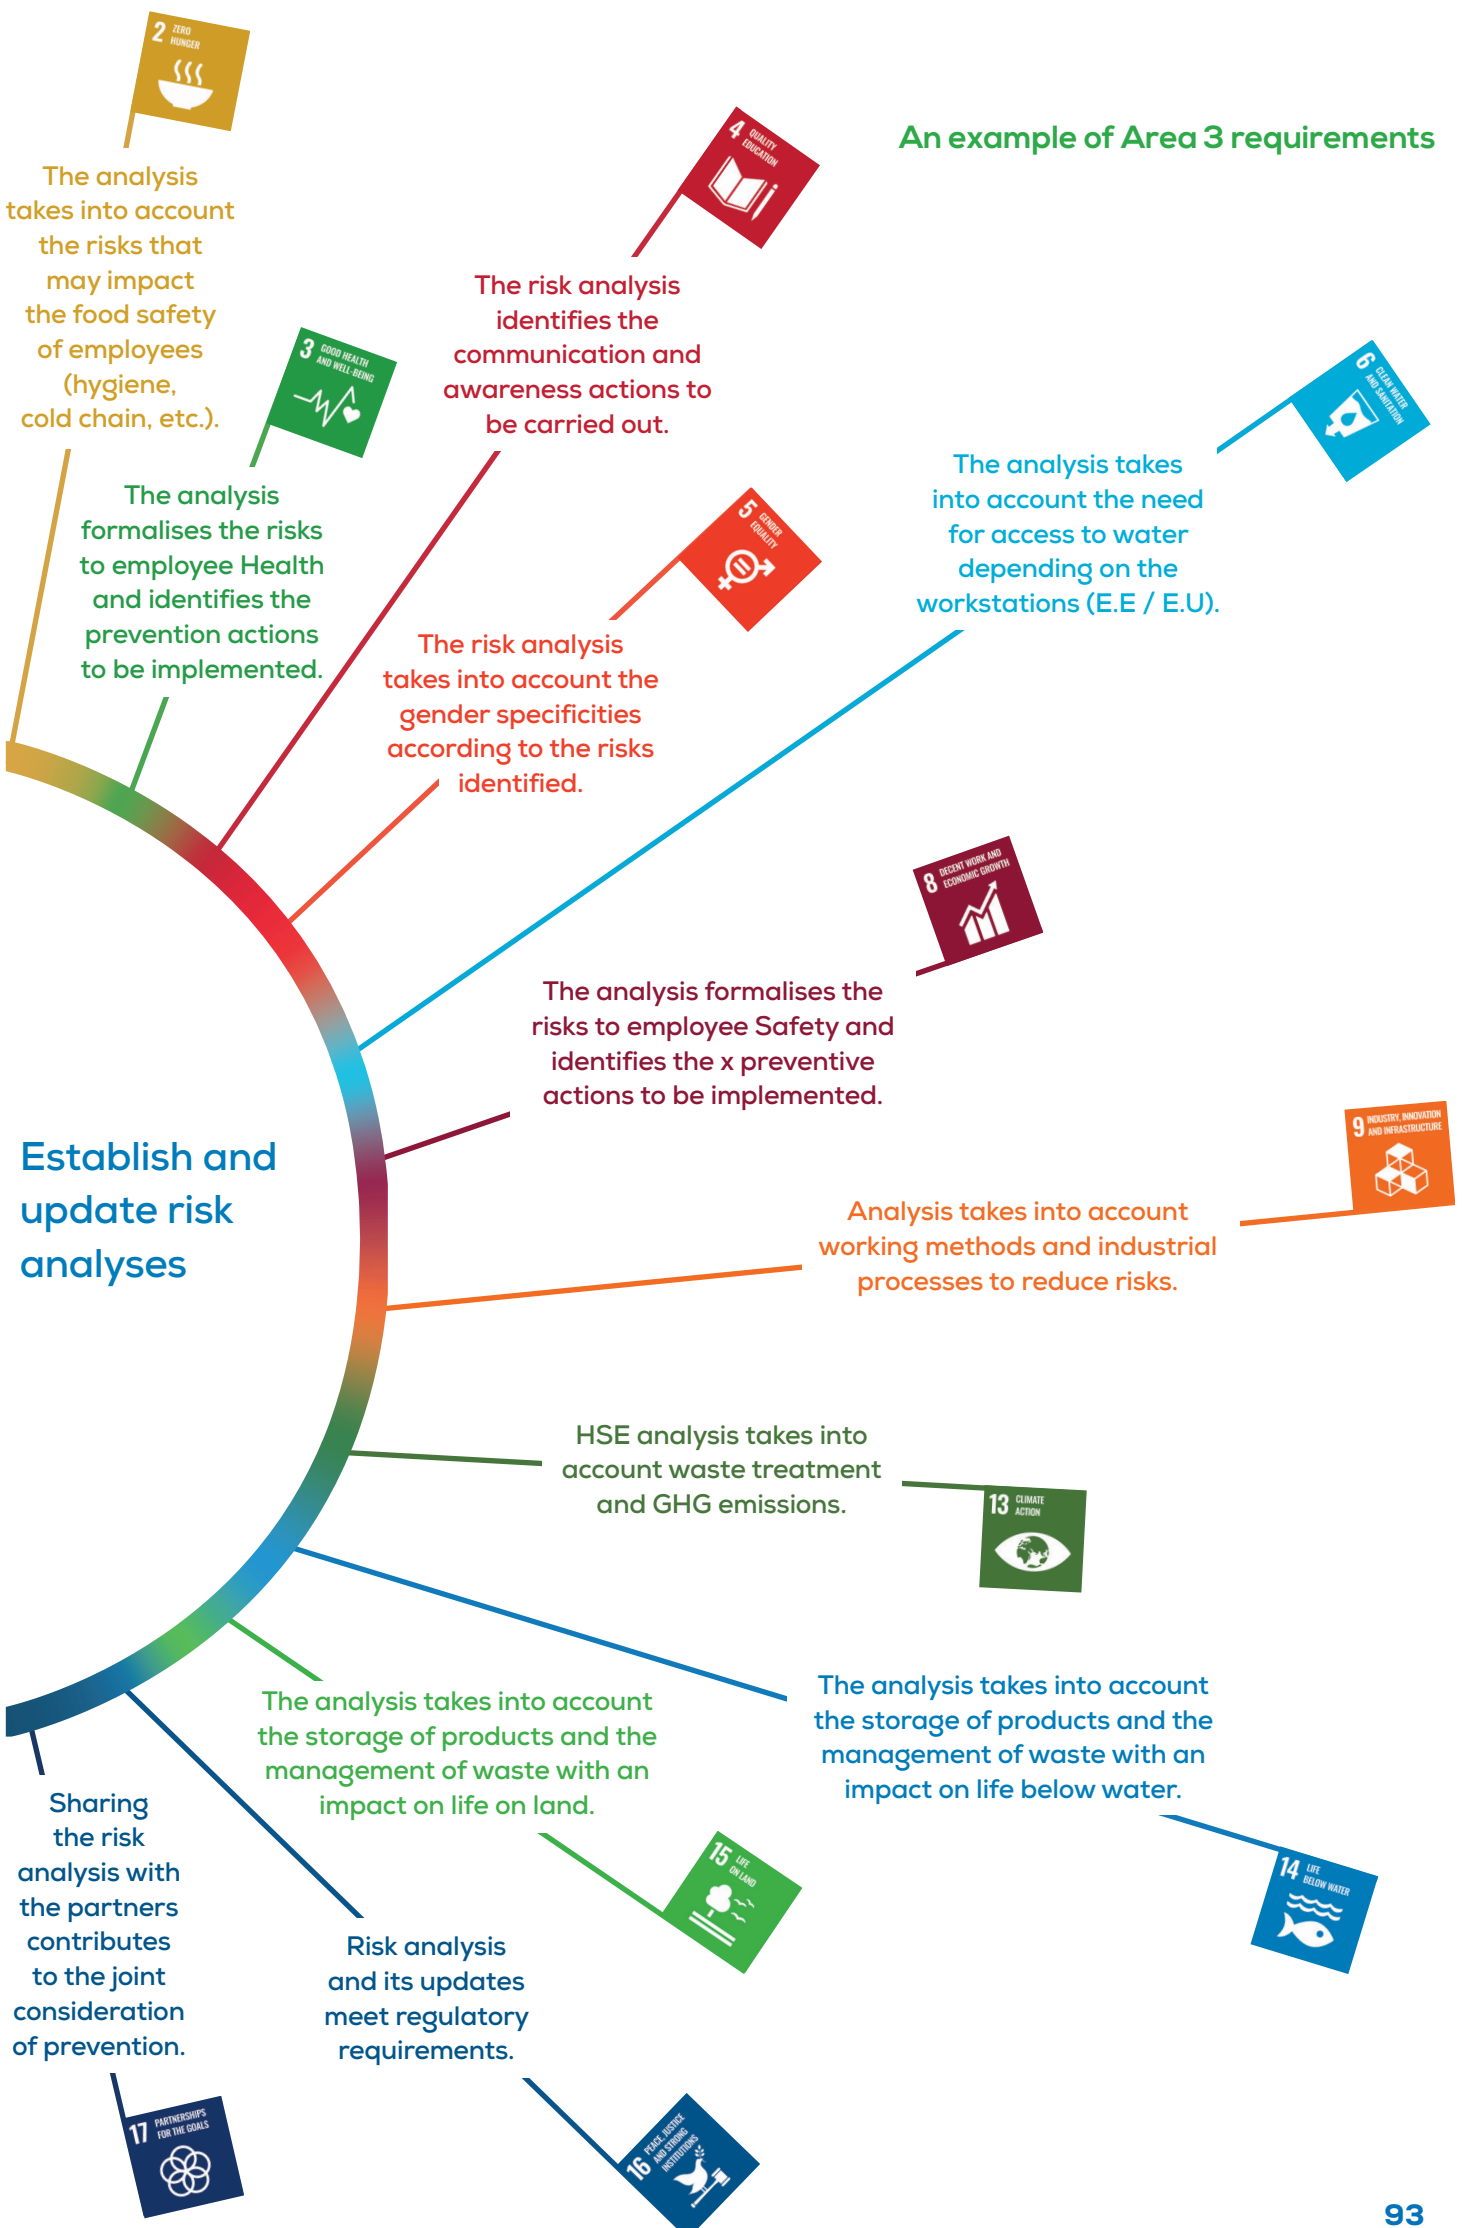 2 ZERO
HUNGER
The analysis
takes into account
the risks that
may impact
the food safety
of employees
(hygiene,
cold chain, etc.).
3 GOOD HEALTH
AND WELL-BEING
The analysis
formalises the risks
to employee Health
and identifies the
prevention actions
to be implemented.
4 QUALITY
EDUCATION
The risk analysis
identifies the
communication and
awareness actions to
be carried out.
An example of Area 3 requirements
5 GENDER
EQUALITY
The risk analysis
takes into account the
gender specificities
according to the risks
identified.
6 CLEAN WATER
AND SANITATION
The analysis takes
into account the need
for access to water
depending on the
workstations (E.E / E.U).
8 DECENT WORK AND
ECONOMIC GROWTH
The analysis formalises the
risks to employee Safety and
identifies the x preventive
actions to be implemented.
Establish and
update risk
analyses
9 INDUSTRY, INNOVATION
AND INFRASTRUCTURE
Analysis takes into account
working methods and industrial
processes to reduce risks.
HSE analysis takes into
account waste treatment
and GHG emissions.
13 CLIMATE
ACTION
The analysis takes into account
the storage of products and the
management of waste with an
impact on life below water.
14 LIFE
BELOW WATER
The analysis takes into account
the storage of products and the
management of waste with an
impact on life on land.
15 LIFE
ON LAND
Risk analysis
and its updates
meet regulatory
requirements.
16 PEACE, JUSTICE
AND STRONG
INSTITUTIONS
Sharing
the risk
analysis with
the partners
contributes
to the joint
consideration
of prevention.
17 PARTNERSHIPS
FOR THE GOALS
93